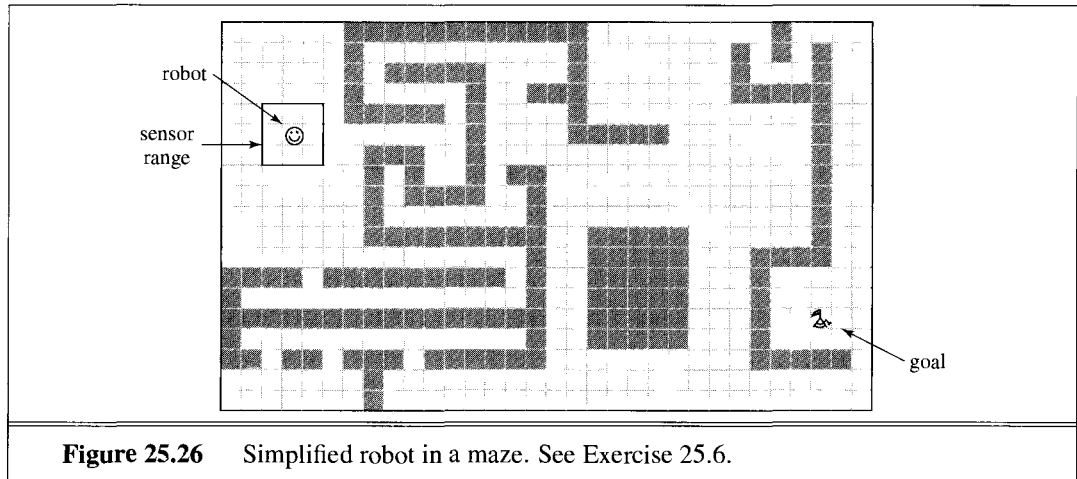 robot
sensor
range
goal
Figure 25.26 Simplified robot in a maze. See Exercise 25.6.